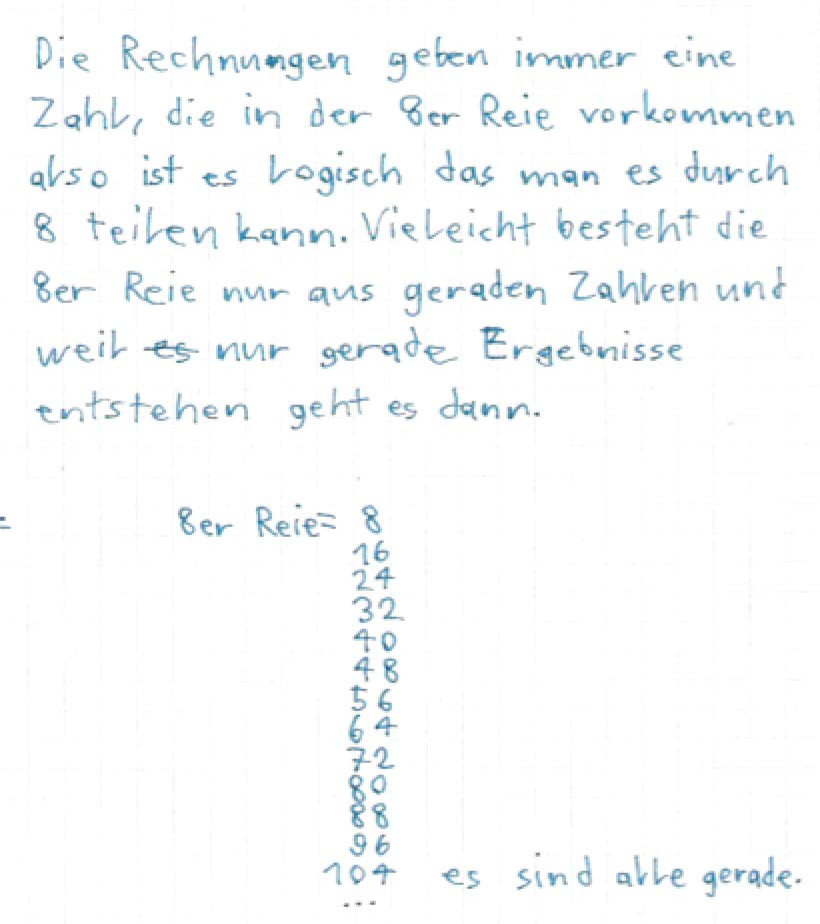 Die Rechnungen geben immer eine
Zahl, die in der 8er Reie vorkommen
also ist es Logisch das man es durch
8 teilen kann. Vieleicht besteht die
8er Reie nur aus geraden Zahlen und
weil es nur gerade Ergebnisse
entstehen geht es dann.
= 8er Reie= 8
16
24
32
40
48
56
64
72
80
88
96
104 es sind alle gerade.
...